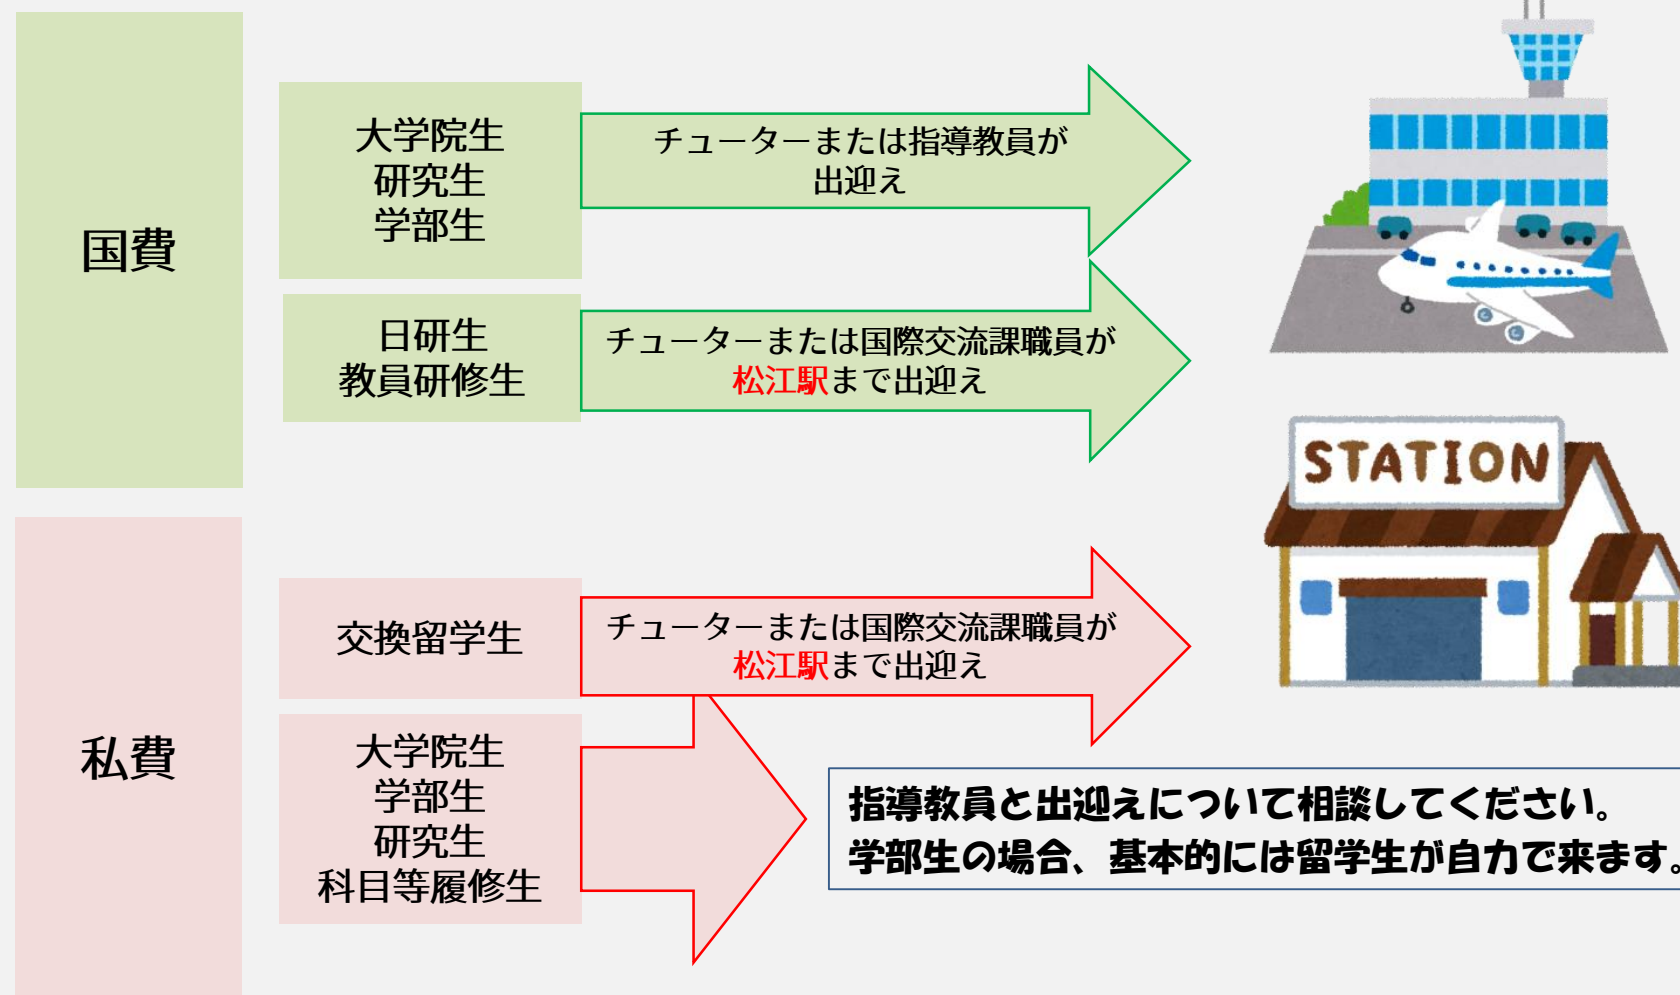 国費
大学院生
研究生
学部生
チューターまたは指導教員が
出迎え
日研生
教員研修生
チューターまたは国際交流課職員が
松江駅まで出迎え
STATION
私費
交換留学生
チューターまたは国際交流課職員が
松江駅まで出迎え
大学院生
学部生
研究生
科目等履修生
指導教員と出迎えについて相談してください。
学部生の場合、基本的には留学生が自力で来ます。